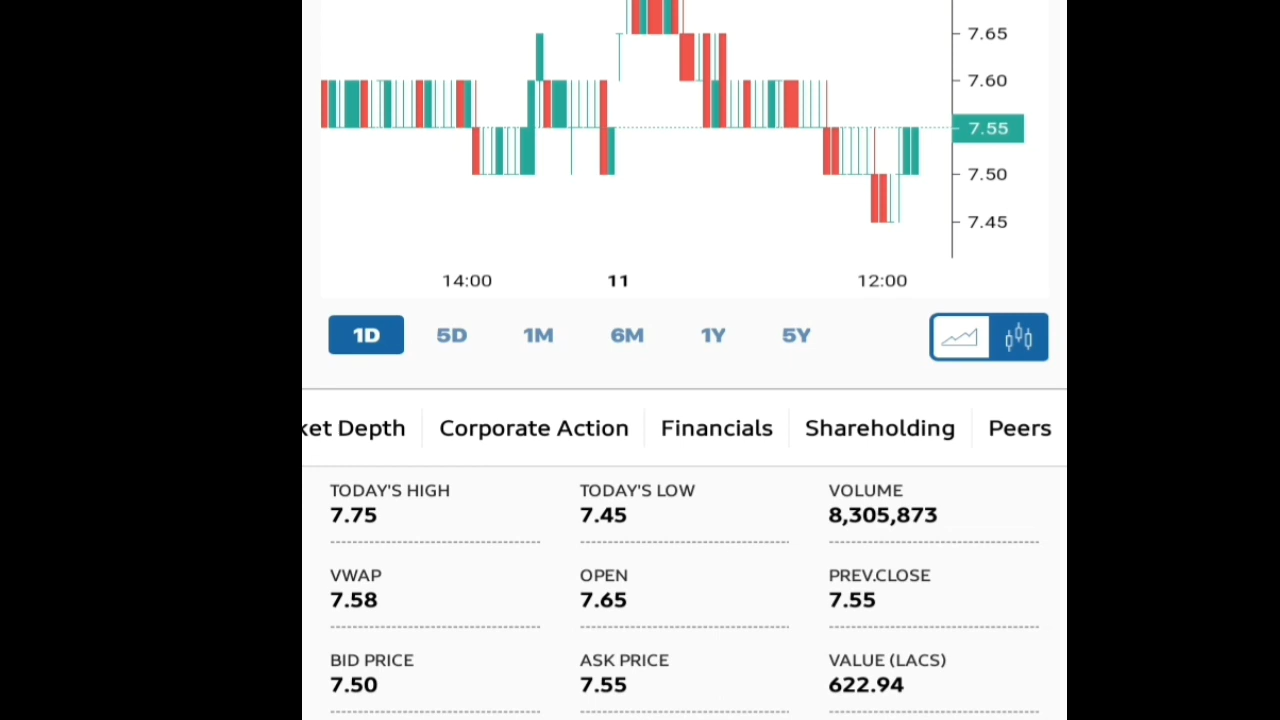 7.65
7.60
7.55
7.50
7.45
14:00 11 12:00
1D 5D 1M 6M 1Y 5Y
ket Depth Corporate Action Financials Shareholding Peers
TODAY'S HIGH TODAY'S LOW VOLUME
7.75 7.45 8,305,873
VWAP OPEN PREV.CLOSE
7.58 7.65 7.55
BID PRICE ASK PRICE VALUE (LACS)
7.50 7.55 622.94